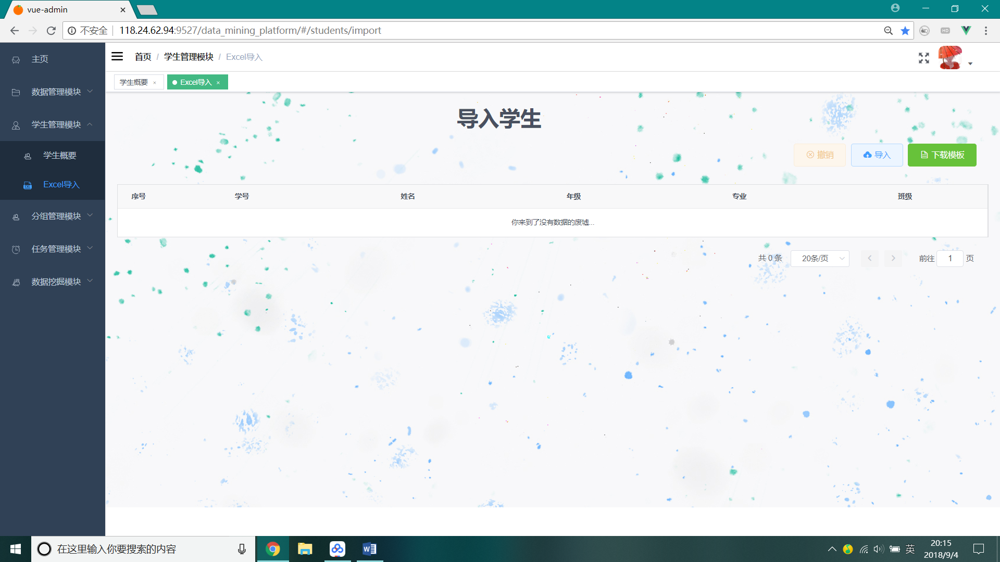 vue-admin
不安全 118.24.62.94:9527/data_mining_platform/#/students/import
HD
主页
数据管理模块
学生管理模块
学生概要
Excel导入
分组管理模块
任务管理模块
数据挖掘模块
首页 / 学生管理模块 / Excel导入
学生概要 × Excel导入 ×
导入学生
撤销 导入 下载模板
序号 学号 姓名 年级 专业 班级
你来到了没有数据的废墟...
共 0 条 20条/页 前往 1 页
在这里输入你要搜索的内容
英
20:15
2018/9/4